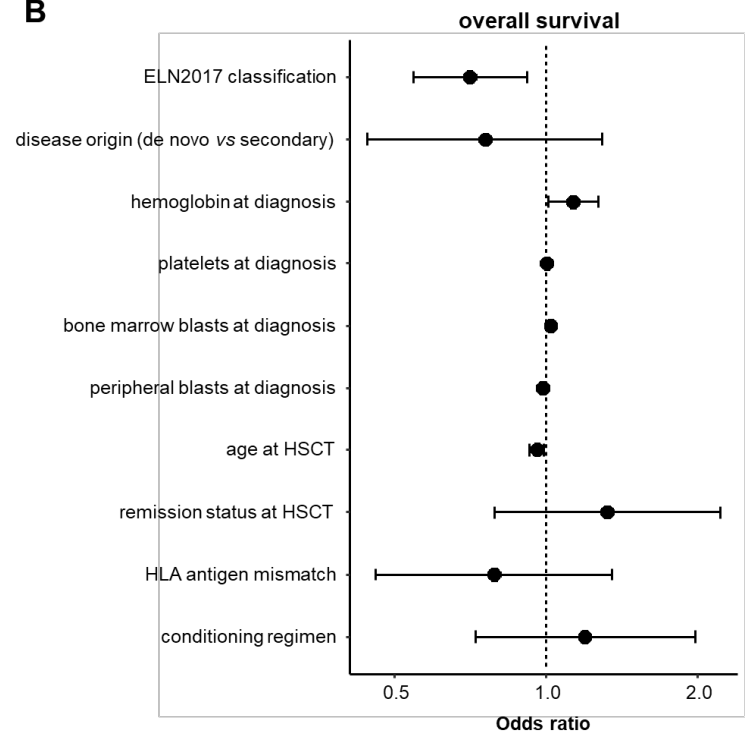 B
overall survival
ELN2017 classification
disease origin (de novo vs secondary)
hemoglobin at diagnosis
platelets at diagnosis
bone marrow blasts at diagnosis
peripheral blasts at diagnosis
age at HSCT
remission status at HSCT
HLA antigen mismatch
conditioning regimen
0.5 1.0 2.0
Odds ratio